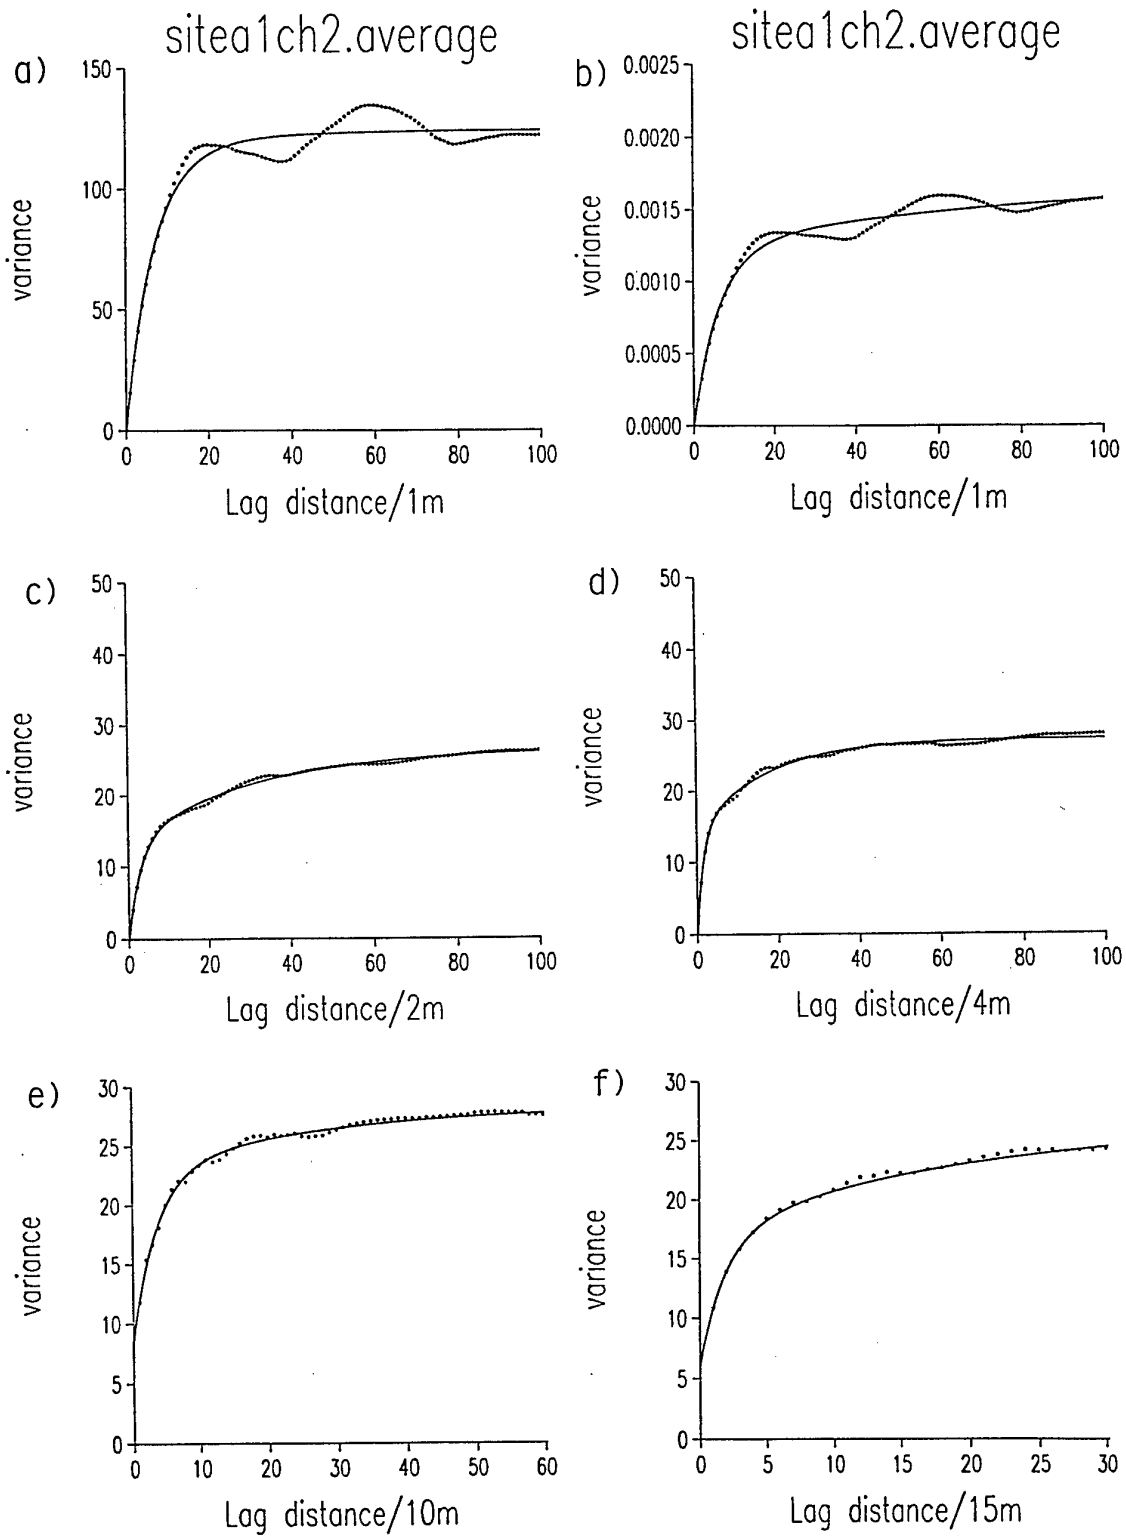 sitea1ch2.average
a)
150
100
50
0
variance
0 20 40 60 80 100
Lag distance/1m
sitea1ch2.average
b)
0.0025
0.0020
0.0015
0.0010
0.0005
0.0000
variance
0 20 40 60 80 100
Lag distance/1m
c)
50
40
30
20
10
0
variance
0 20 40 60 80 100
Lag distance/2m
d)
50
40
30
20
10
0
variance
0 20 40 60 80 100
Lag distance/4m
e)
30
25
20
15
10
5
0
variance
0 10 20 30 40 50 60
Lag distance/10m
f)
30
25
20
15
10
5
0
variance
0 5 10 15 20 25 30
Lag distance/15m